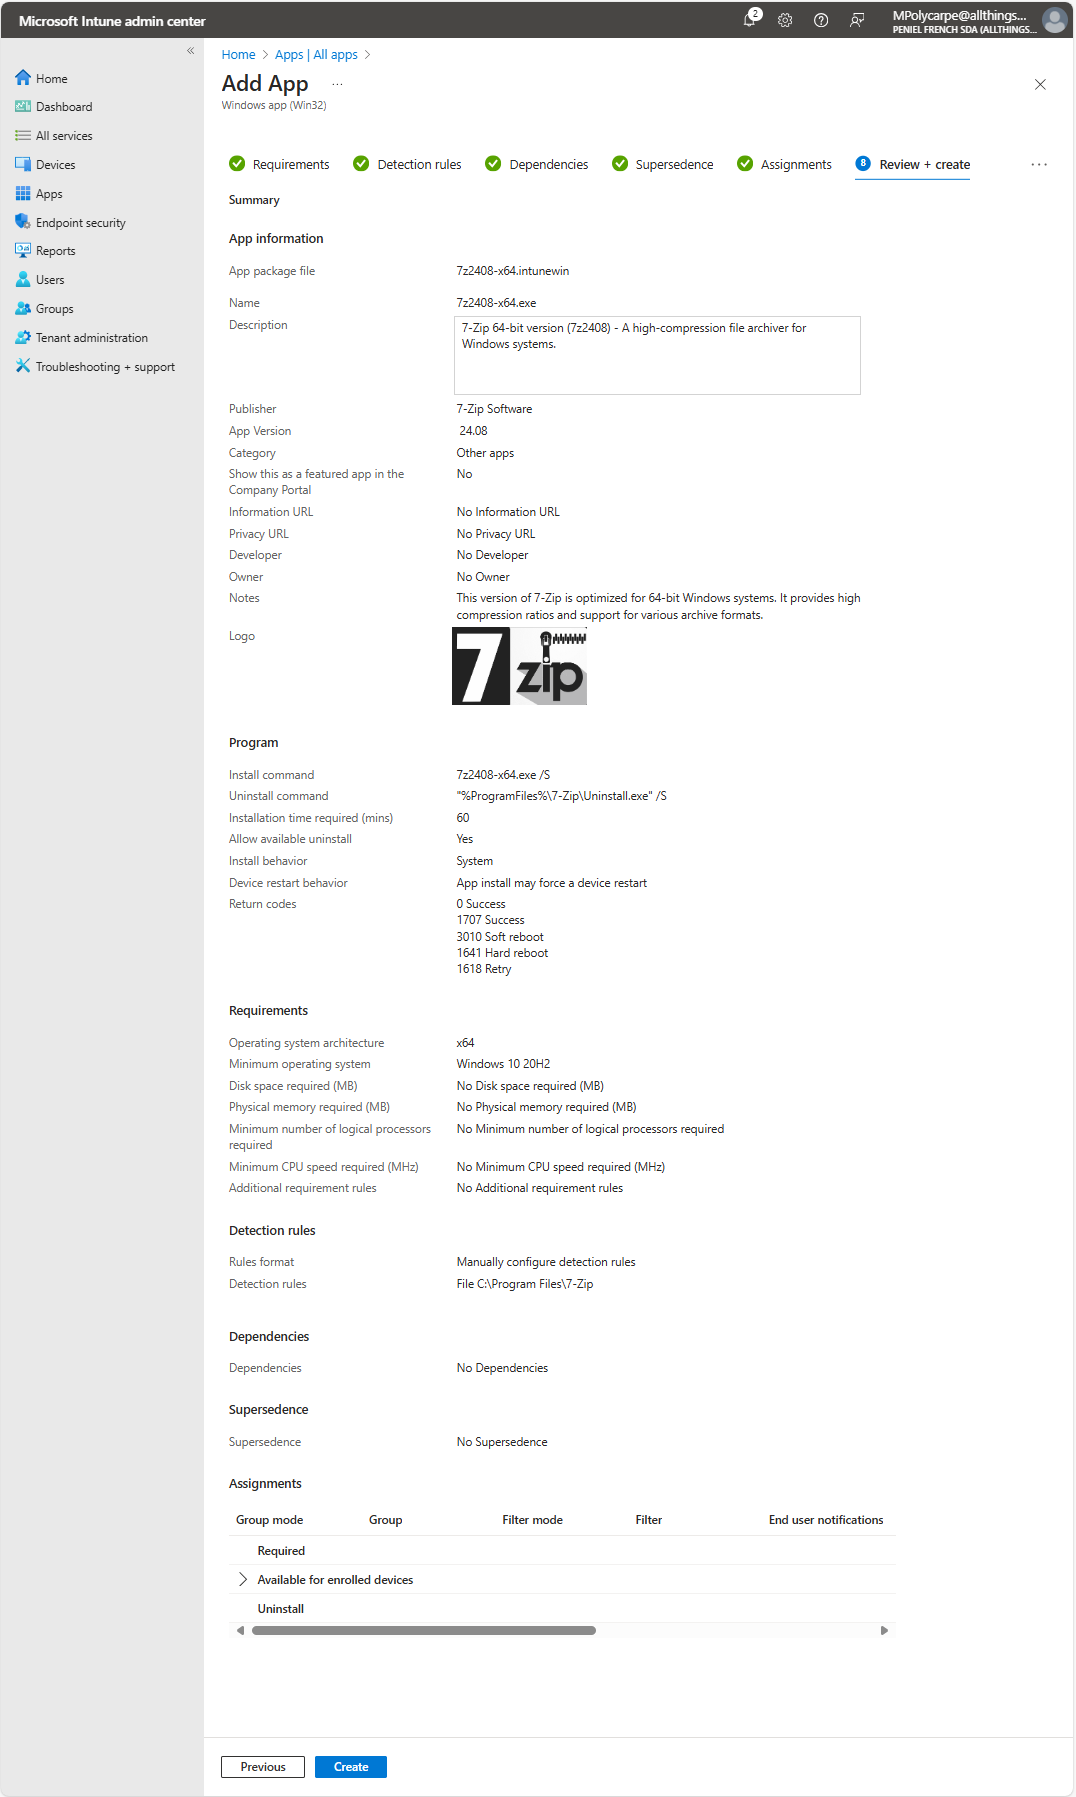 Microsoft Intune admin center
2
MPolycarpe@allthings...
PENIEL FRENCH SDA (ALLTHINGS...
«
Home
Dashboard
All services
Devices
Apps
Endpoint security
Reports
Users
Groups
Tenant administration
Troubleshooting + support
Home > Apps | All apps >
Add App ...
Windows app (Win32)
Requirements Detection rules Dependencies Supersedence Assignments 8 Review + create ...
Summary
App information
App package file 7z2408-x64.intunewin
Name 7z2408-x64.exe
Description 7-Zip 64-bit version (7z2408) - A high-compression file archiver for
Windows systems.
Publisher 7-Zip Software
App Version 24.08
Category Other apps
Show this as a featured app in the No
Company Portal
Information URL No Information URL
Privacy URL No Privacy URL
Developer No Developer
Owner No Owner
Notes This version of 7-Zip is optimized for 64-bit Windows systems. It provides high
compression ratios and support for various archive formats.
Logo
7 zip
Program
Install command 7z2408-x64.exe /S
Uninstall command "%ProgramFiles%\7-Zip\Uninstall.exe" /S
Installation time required (mins) 60
Allow available uninstall Yes
Install behavior System
Device restart behavior App install may force a device restart
Return codes 0 Success
1707 Success
3010 Soft reboot
1641 Hard reboot
1618 Retry
Requirements
Operating system architecture x64
Minimum operating system Windows 10 20H2
Disk space required (MB) No Disk space required (MB)
Physical memory required (MB) No Physical memory required (MB)
Minimum number of logical processors No Minimum number of logical processors required
required
Minimum CPU speed required (MHz) No Minimum CPU speed required (MHz)
Additional requirement rules No Additional requirement rules
Detection rules
Rules format Manually configure detection rules
Detection rules File C:\Program Files\7-Zip
Dependencies
Dependencies No Dependencies
Supersedence
Supersedence No Supersedence
Assignments
Group mode Group Filter mode Filter End user notifications
Required
Available for enrolled devices
Uninstall
Previous Create